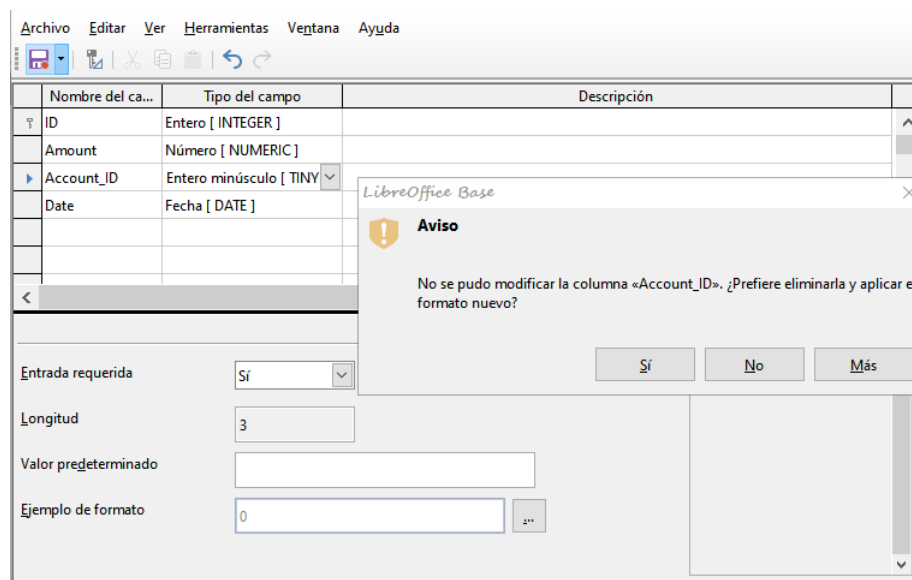 Archivo Editar Ver Herramientas Ventana Ayuda
Nombre del ca... Tipo del campo Descripción
ID Entero [ INTEGER ]
Amount Número [ NUMERIC ]
Account_ID Entero minúsculo [ TINY
Date Fecha [ DATE ]
LibreOffice Base
Aviso
No se pudo modificar la columna «Account_ID». ¿Prefiere eliminarla y aplicar e
formato nuevo?
Sí No Más
Entrada requerida Sí
Longitud 3
Valor predeterminado
Ejemplo de formato 0 ...